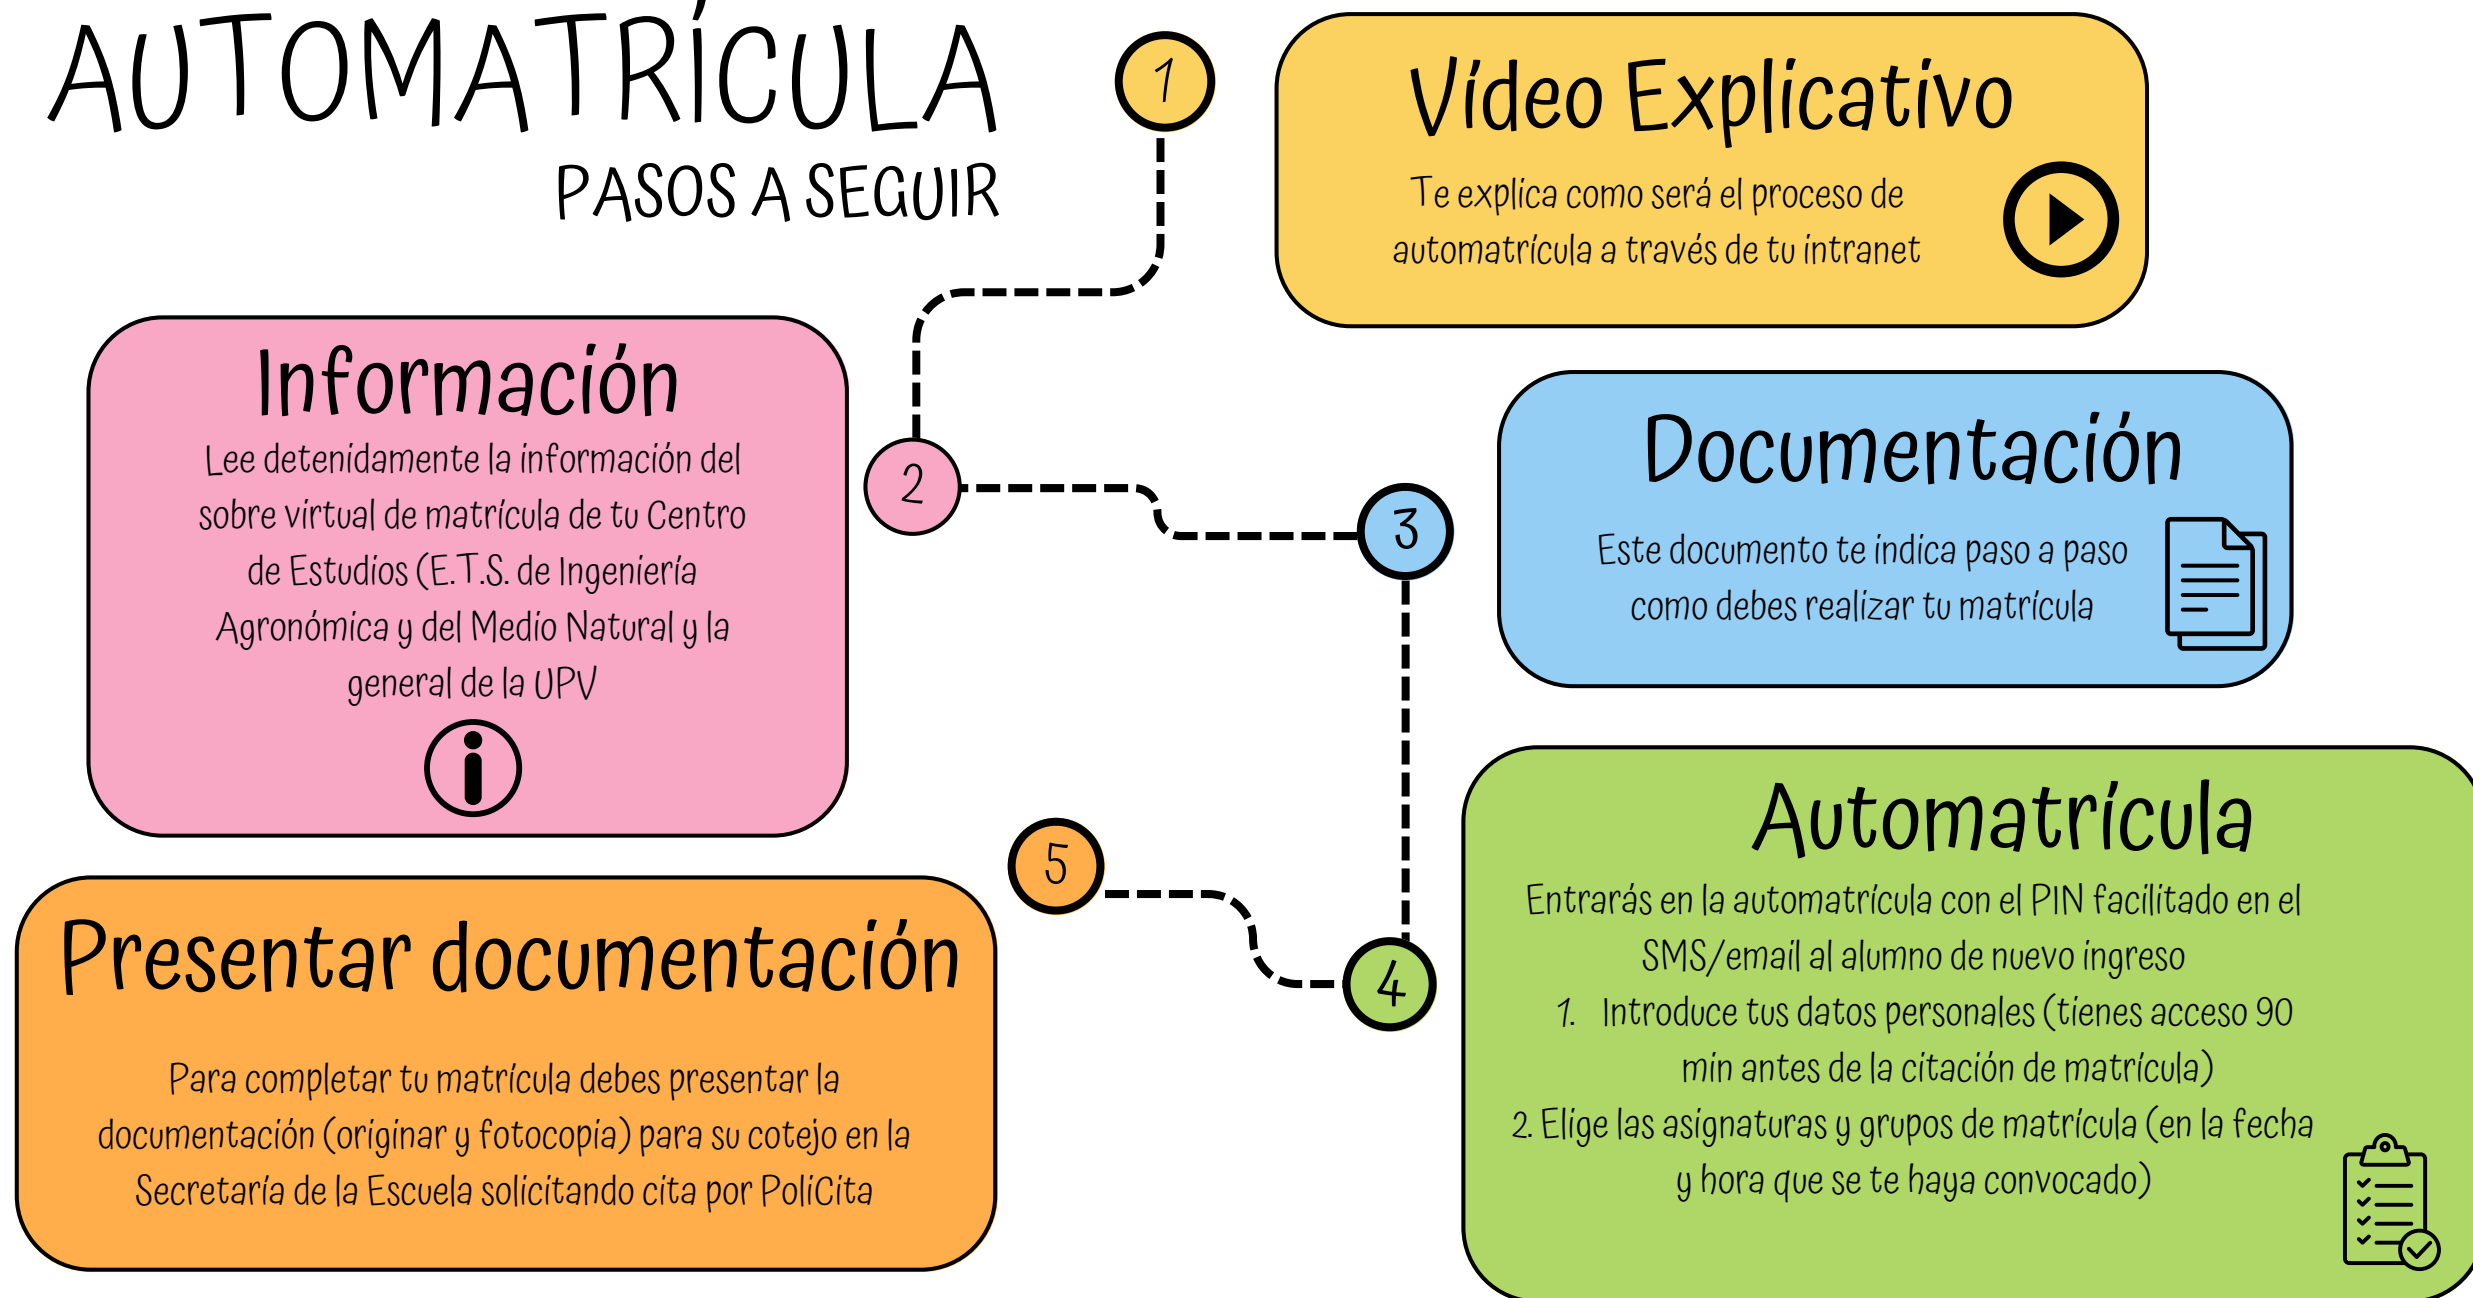 AUTOMATRÍCULA
PASOS A SEGUIR
1
Vídeo Explicativo
Te explica como será el proceso de
automatrícula a través de tu intranet
2
Información
Lee detenidamente la información del
sobre virtual de matrícula de tu Centro
de Estudios (E.T.S. de Ingeniería
Agronómica y del Medio Natural y la
general de la UPV
3
Documentación
Este documento te indica paso a paso
como debes realizar tu matrícula
4
Automatrícula
Entrarás en la automatrícula con el PIN facilitado en el
SMS/email al alumno de nuevo ingreso
1. Introduce tus datos personales (tienes acceso 90
min antes de la citación de matrícula)
2. Elige las asignaturas y grupos de matrícula (en la fecha
y hora que se te haya convocado)
5
Presentar documentación
Para completar tu matrícula debes presentar la
documentación (originar y fotocopia) para su cotejo en la
Secretaría de la Escuela solicitando cita por PoliCita